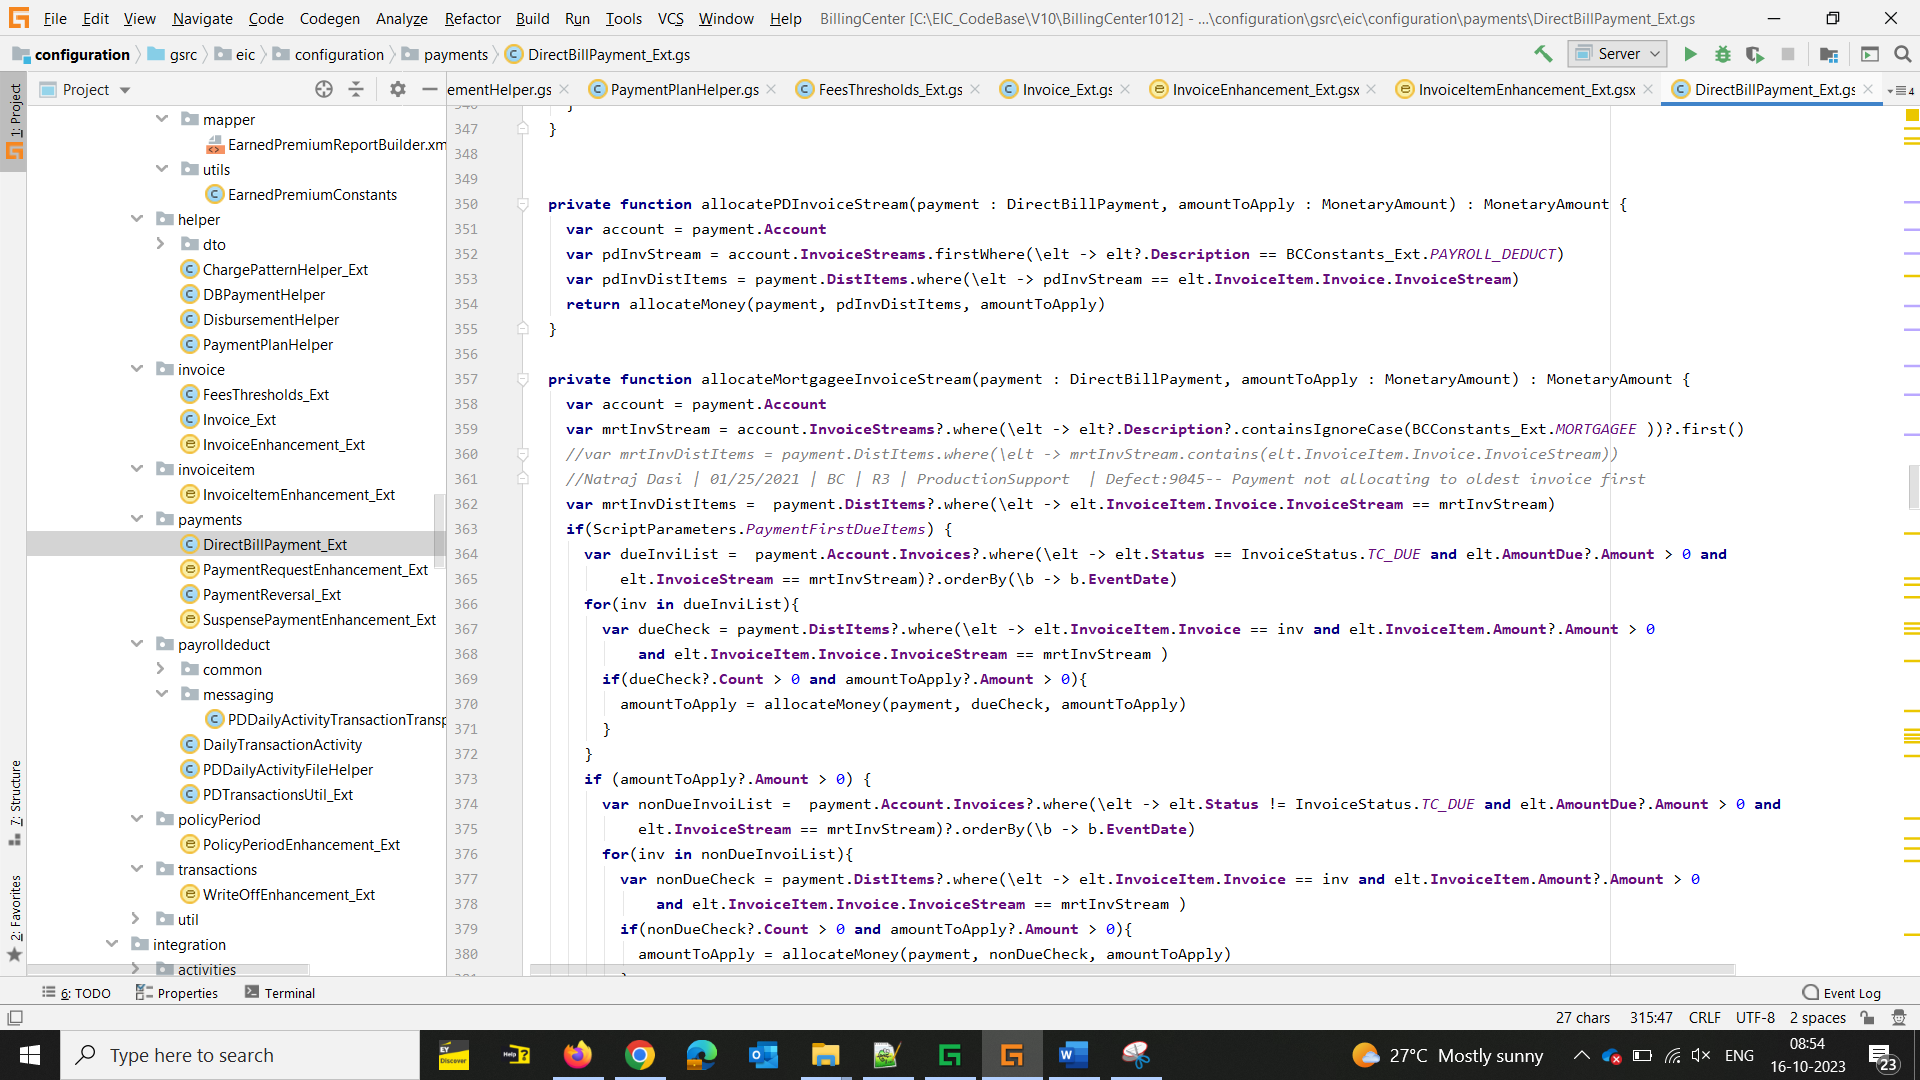 File Edit View Navigate Code Codegen Analyze Refactor Build Run Tools VCS Window Help BillingCenter [C:\EIC_CodeBase\V10\BillingCenter1012] - ...\configuration\gsrc\eic\configuration\payments\DirectBillPayment_Ext.gs
configuration gsrc eic configuration payments DirectBillPayment_Ext.gs Server
Project ementHelper.gs PaymentPlanHelper.gs FeesThresholds_Ext.gs Invoice_Ext.gs InvoiceEnhancement_Ext.gsx InvoiceItemEnhancement_Ext.gsx DirectBillPayment_Ext.gs 4
1: Project
7: Structure
2: Favorites
mapper
EarnedPremiumReportBuilder.xm
utils
EarnedPremiumConstants
helper
dto
ChargePatternHelper_Ext
DBPaymentHelper
DisbursementHelper
PaymentPlanHelper
invoice
FeesThresholds_Ext
Invoice_Ext
InvoiceEnhancement_Ext
invoiceitem
InvoiceItemEnhancement_Ext
payments
DirectBillPayment_Ext
PaymentRequestEnhancement_Ext
PaymentReversal_Ext
SuspensePaymentEnhancement_Ext
payrolldeduct
common
messaging
PDDailyActivityTransactionTransp
DailyTransactionActivity
PDDailyActivityFileHelper
PDTransactionsUtil_Ext
policyPeriod
PolicyPeriodEnhancement_Ext
transactions
WriteOffEnhancement_Ext
util
integration
activities
347 }
348
349
350 private function allocatePDInvoiceStream(payment : DirectBillPayment, amountToApply : MonetaryAmount) : MonetaryAmount {
351 var account = payment.Account
352 var pdInvStream = account.InvoiceStreams.firstWhere(\elt -> elt?.Description == BCConstants_Ext.PAYROLL_DEDUCT)
353 var pdInvDistItems = payment.DistItems.where(\elt -> pdInvStream == elt.InvoiceItem.Invoice.InvoiceStream)
354 return allocateMoney(payment, pdInvDistItems, amountToApply)
355 }
356
357 private function allocateMortgageeInvoiceStream(payment : DirectBillPayment, amountToApply : MonetaryAmount) : MonetaryAmount {
358 var account = payment.Account
359 var mrtInvStream = account.InvoiceStreams?.where(\elt -> elt?.Description?.containsIgnoreCase(BCConstants_Ext.MORTGAGEE ))?.first()
360 //var mrtInvDistItems = payment.DistItems.where(\elt -> mrtInvStream.contains(elt.InvoiceItem.Invoice.InvoiceStream))
361 //Natraj Dasi | 01/25/2021 | BC | R3 | ProductionSupport | Defect:9045-- Payment not allocating to oldest invoice first
362 var mrtInvDistItems = payment.DistItems?.where(\elt -> elt.InvoiceItem.Invoice.InvoiceStream == mrtInvStream)
363 if(ScriptParameters.PaymentFirstDueItems) {
364 var dueInviList = payment.Account.Invoices?.where(\elt -> elt.Status == InvoiceStatus.TC_DUE and elt.AmountDue?.Amount > 0 and
365 elt.InvoiceStream == mrtInvStream)?.orderBy(\b -> b.EventDate)
366 for(inv in dueInviList){
367 var dueCheck = payment.DistItems?.where(\elt -> elt.InvoiceItem.Invoice == inv and elt.InvoiceItem.Amount?.Amount > 0
368 and elt.InvoiceItem.Invoice.InvoiceStream == mrtInvStream )
369 if(dueCheck?.Count > 0 and amountToApply?.Amount > 0){
370 amountToApply = allocateMoney(payment, dueCheck, amountToApply)
371 }
372 }
373 if (amountToApply?.Amount > 0) {
374 var nonDueInvoiList = payment.Account.Invoices?.where(\elt -> elt.Status != InvoiceStatus.TC_DUE and elt.AmountDue?.Amount > 0 and
375 elt.InvoiceStream == mrtInvStream)?.orderBy(\b -> b.EventDate)
376 for(inv in nonDueInvoiList){
377 var nonDueCheck = payment.DistItems?.where(\elt -> elt.InvoiceItem.Invoice == inv and elt.InvoiceItem.Amount?.Amount > 0
378 and elt.InvoiceItem.Invoice.InvoiceStream == mrtInvStream )
379 if(nonDueCheck?.Count > 0 and amountToApply?.Amount > 0){
380 amountToApply = allocateMoney(payment, nonDueCheck, amountToApply)
6: TODO Properties Terminal Event Log
27 chars 315:47 CRLF UTF-8 2 spaces
Type here to search EY Discover Help ? 27°C Mostly sunny ENG 08:54
16-10-2023 23